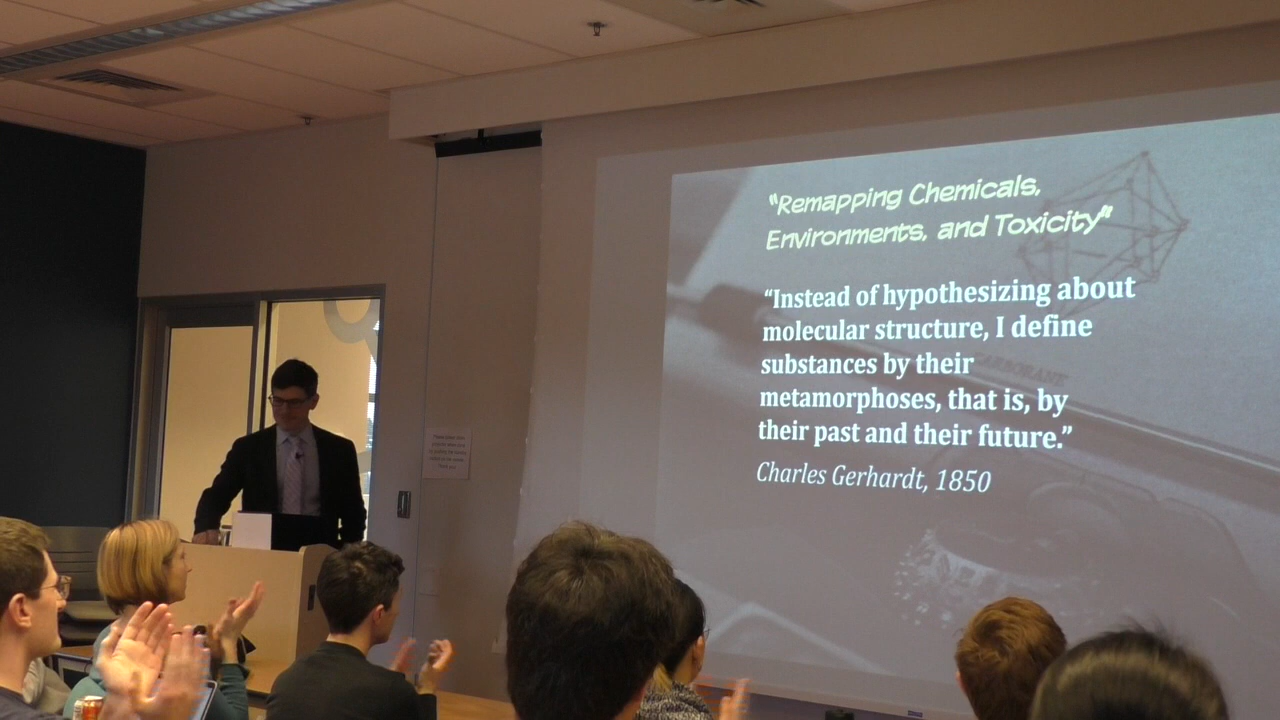 "Remapping Chemicals,
Environments, and Toxicity"
"Instead of hypothesizing about
molecular structure, I define
substances by their
metamorphoses, that is, by
their past and their future."
Charles Gerhardt, 1850
CARBORANE